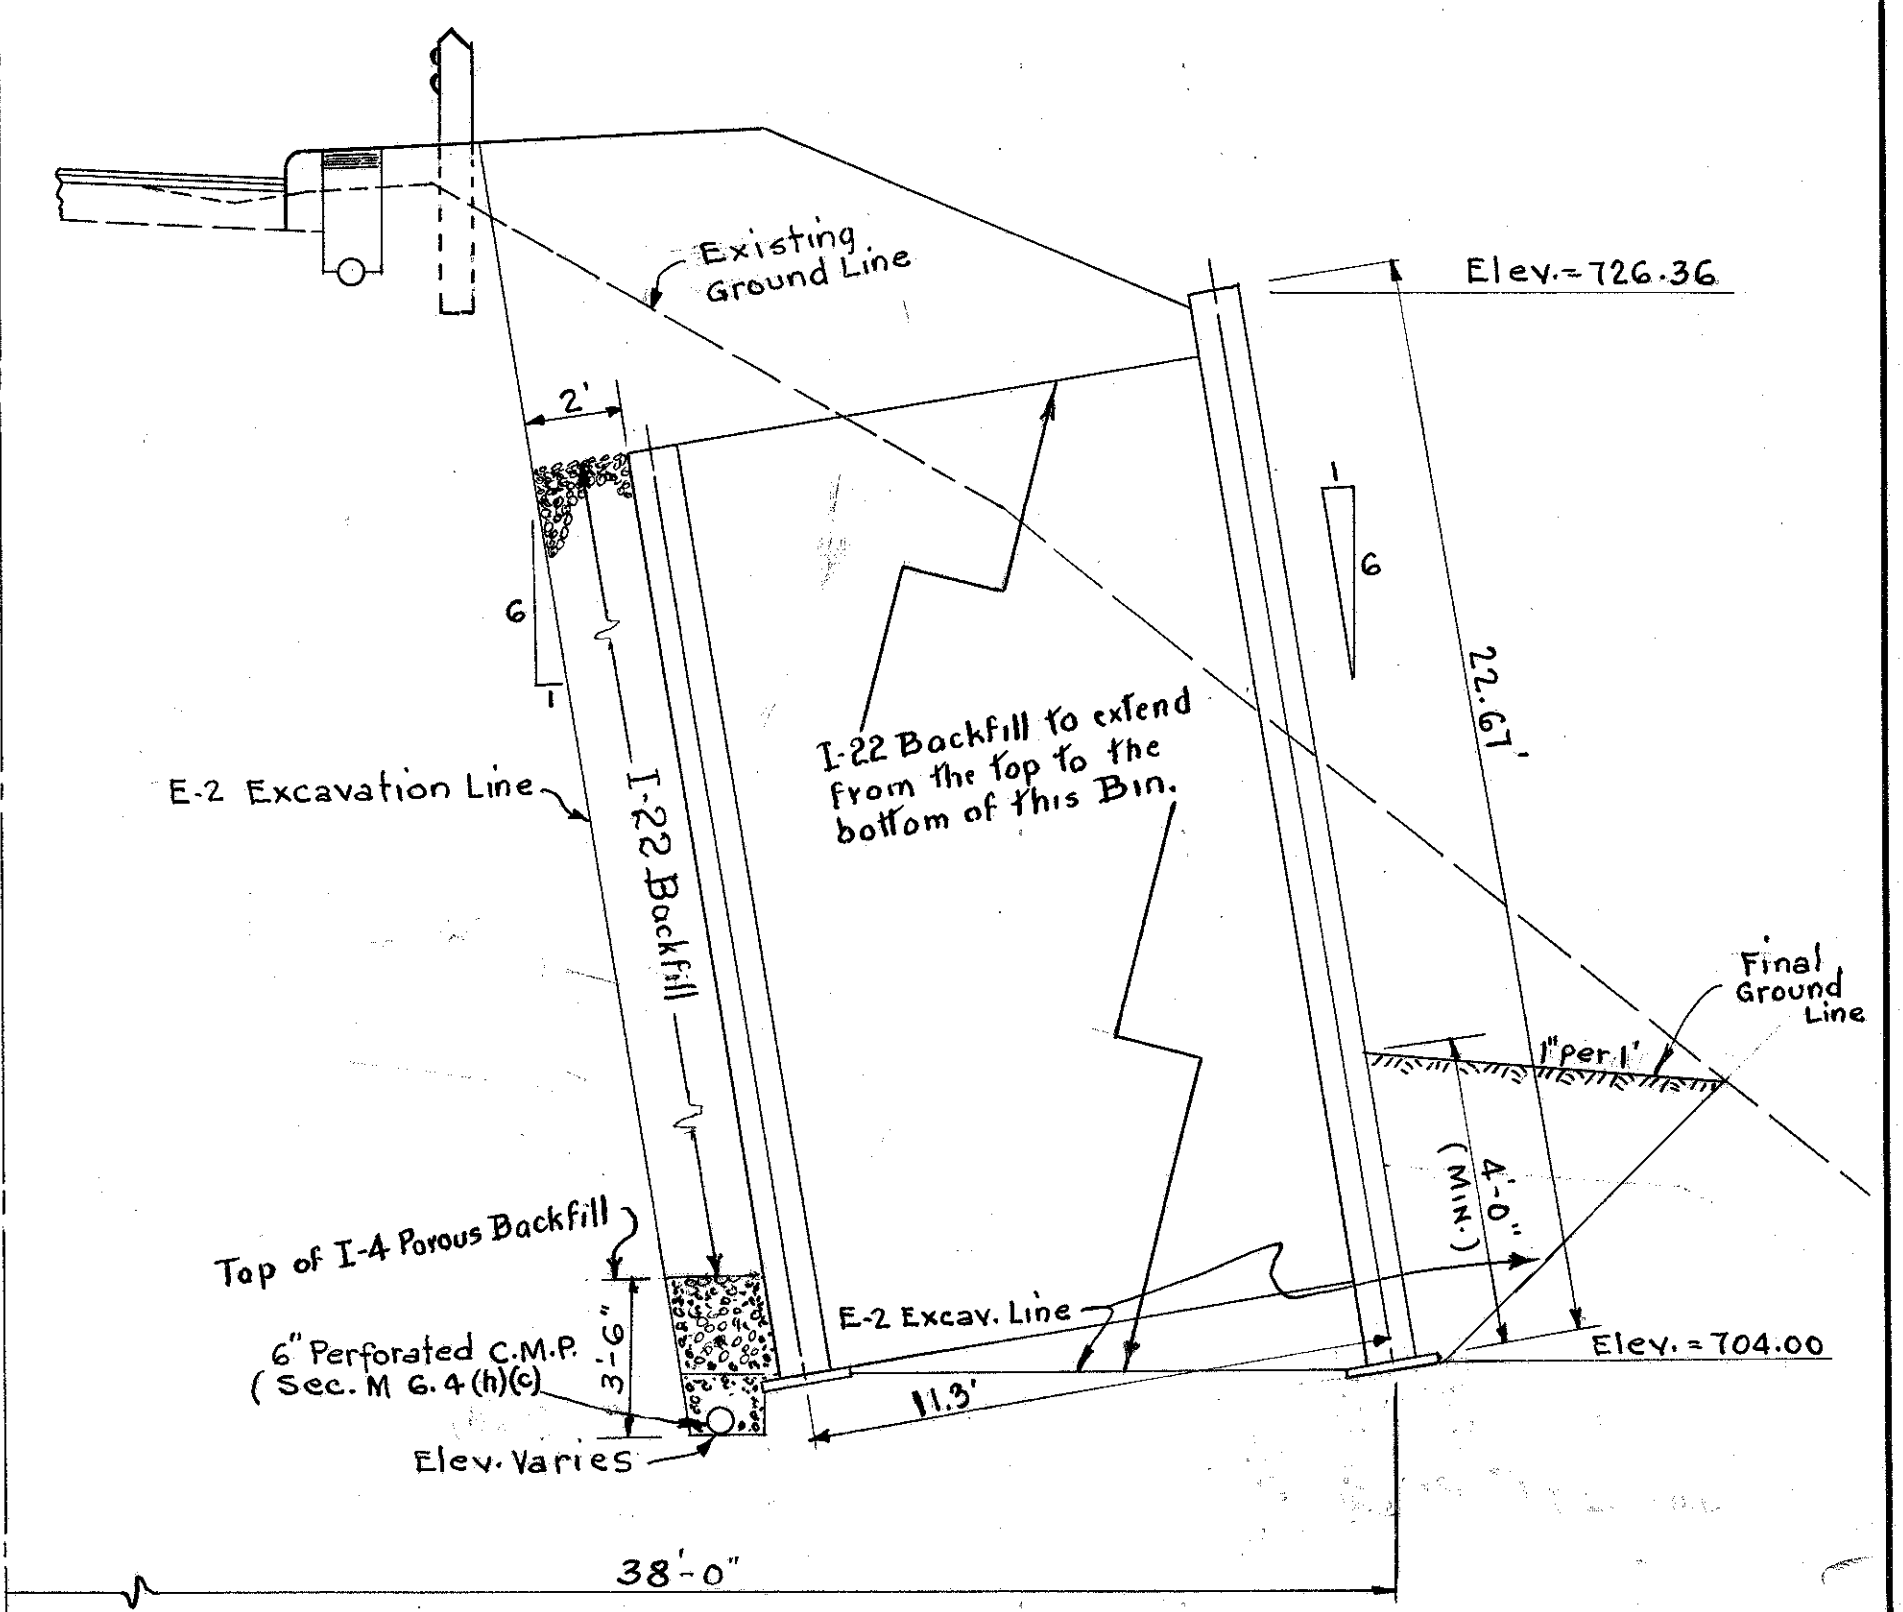 Existing
Ground Line
Elev.=726.36
2'
1
6
6
1
22.67'
I-22 Backfill to extend
from the top to the
bottom of this Bin.
E-2 Excavation Line
I-22 Backfill
Final
Ground
Line
1" per 1'
4'-0"
(MIN.)
Top of I-4 Porous Backfill
3'-6"
E-2 Excav. Line
6" Perforated C.M.P.
(Sec. M 6.4(h)(c)
Elev. = 704.00
11.3'
Elev. Varies
38'-0"